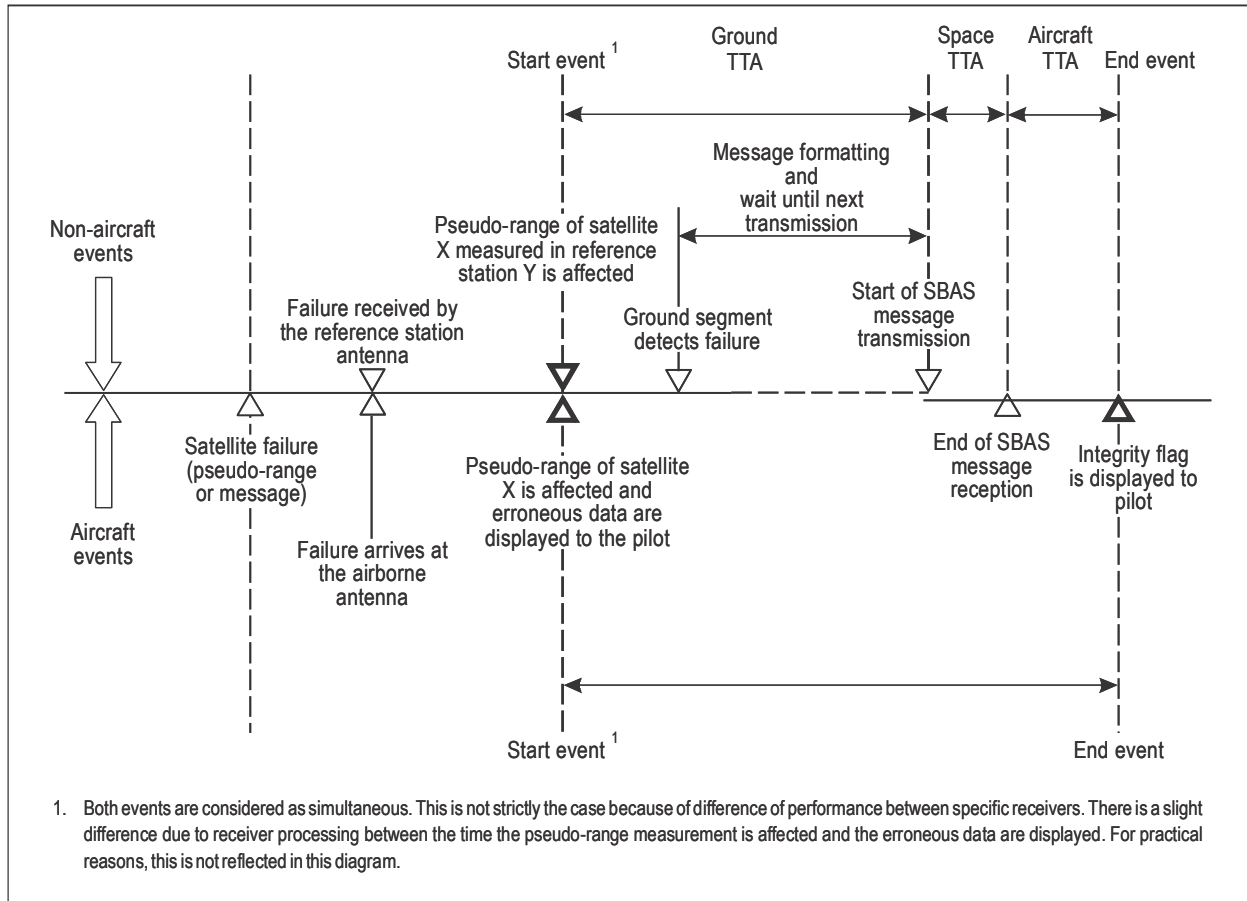 Start event 1
Ground
TTA
Space
TTA
Aircraft
TTA
End event
Message formatting
and
wait until next
transmission
Non-aircraft
events
Pseudo-range of satellite
X measured in reference
station Y is affected
Failure received by
the reference station
antenna
Ground segment
detects failure
Start of SBAS
message
transmission
Satellite failure
(pseudo-range
or message)
Pseudo-range of satellite
X is affected and
erroneous data are
displayed to the pilot
End of SBAS
message
reception
Integrity flag
is displayed to
pilot
Aircraft
events
Failure arrives at
the airborne
antenna
Start event 1
End event
1. Both events are considered as simultaneous. This is not strictly the case because of difference of performance between specific receivers. There is a slight
difference due to receiver processing between the time the pseudo-range measurement is affected and the erroneous data are displayed. For practical
reasons, this is not reflected in this diagram.